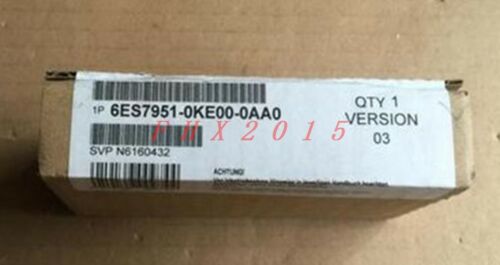 1P 6ES7951-0KE00-0AA0
QTY 1
VERSION
03
FHX2015
SVP N6160432
ACHTUNG!